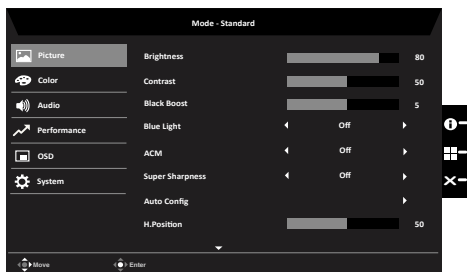 Mode - Standard
Picture
Brightness 80
Color
Contrast 50
Audio
Black Boost 5
Performance
Blue Light Off
OSD
ACM Off
System
Super Sharpness Off
Auto Config
H.Position 50
Move Enter